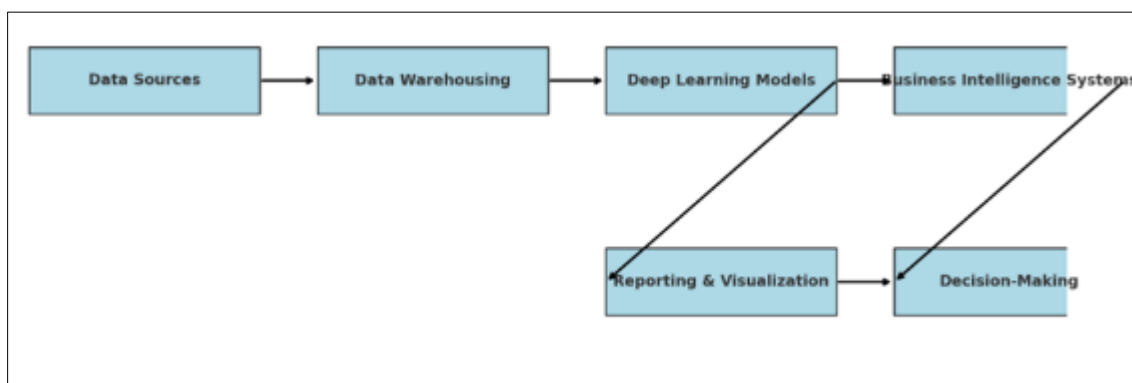 Data Sources
Data Warehousing
Deep Learning Models
Business Intelligence Systems
Reporting & Visualization
Decision-Making